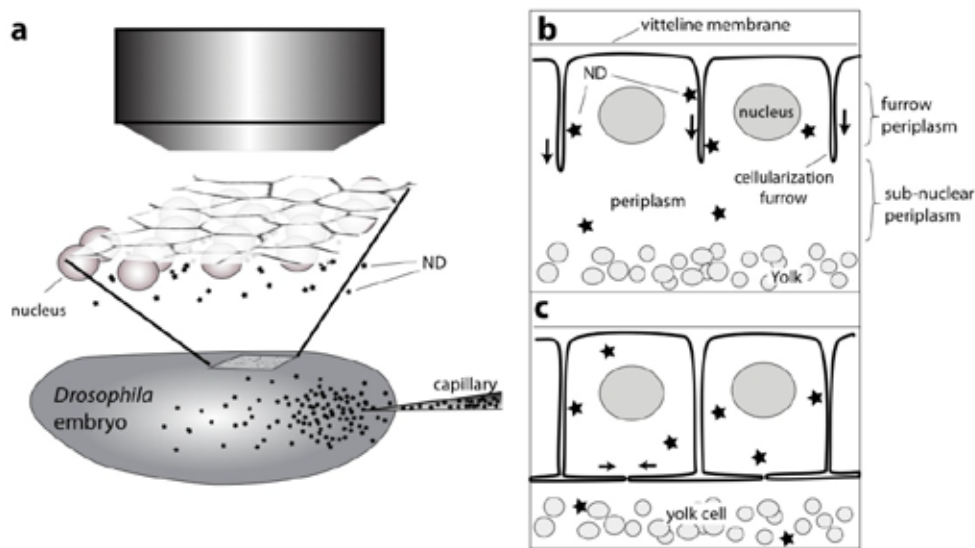 a
ND
nucleus
Drosophila
embryo
capillary
b
vitteline membrane
ND
nucleus
furrow
periplasm
cellularization
furrow
periplasm
sub-nuclear
periplasm
Yolk
c
yolk cell